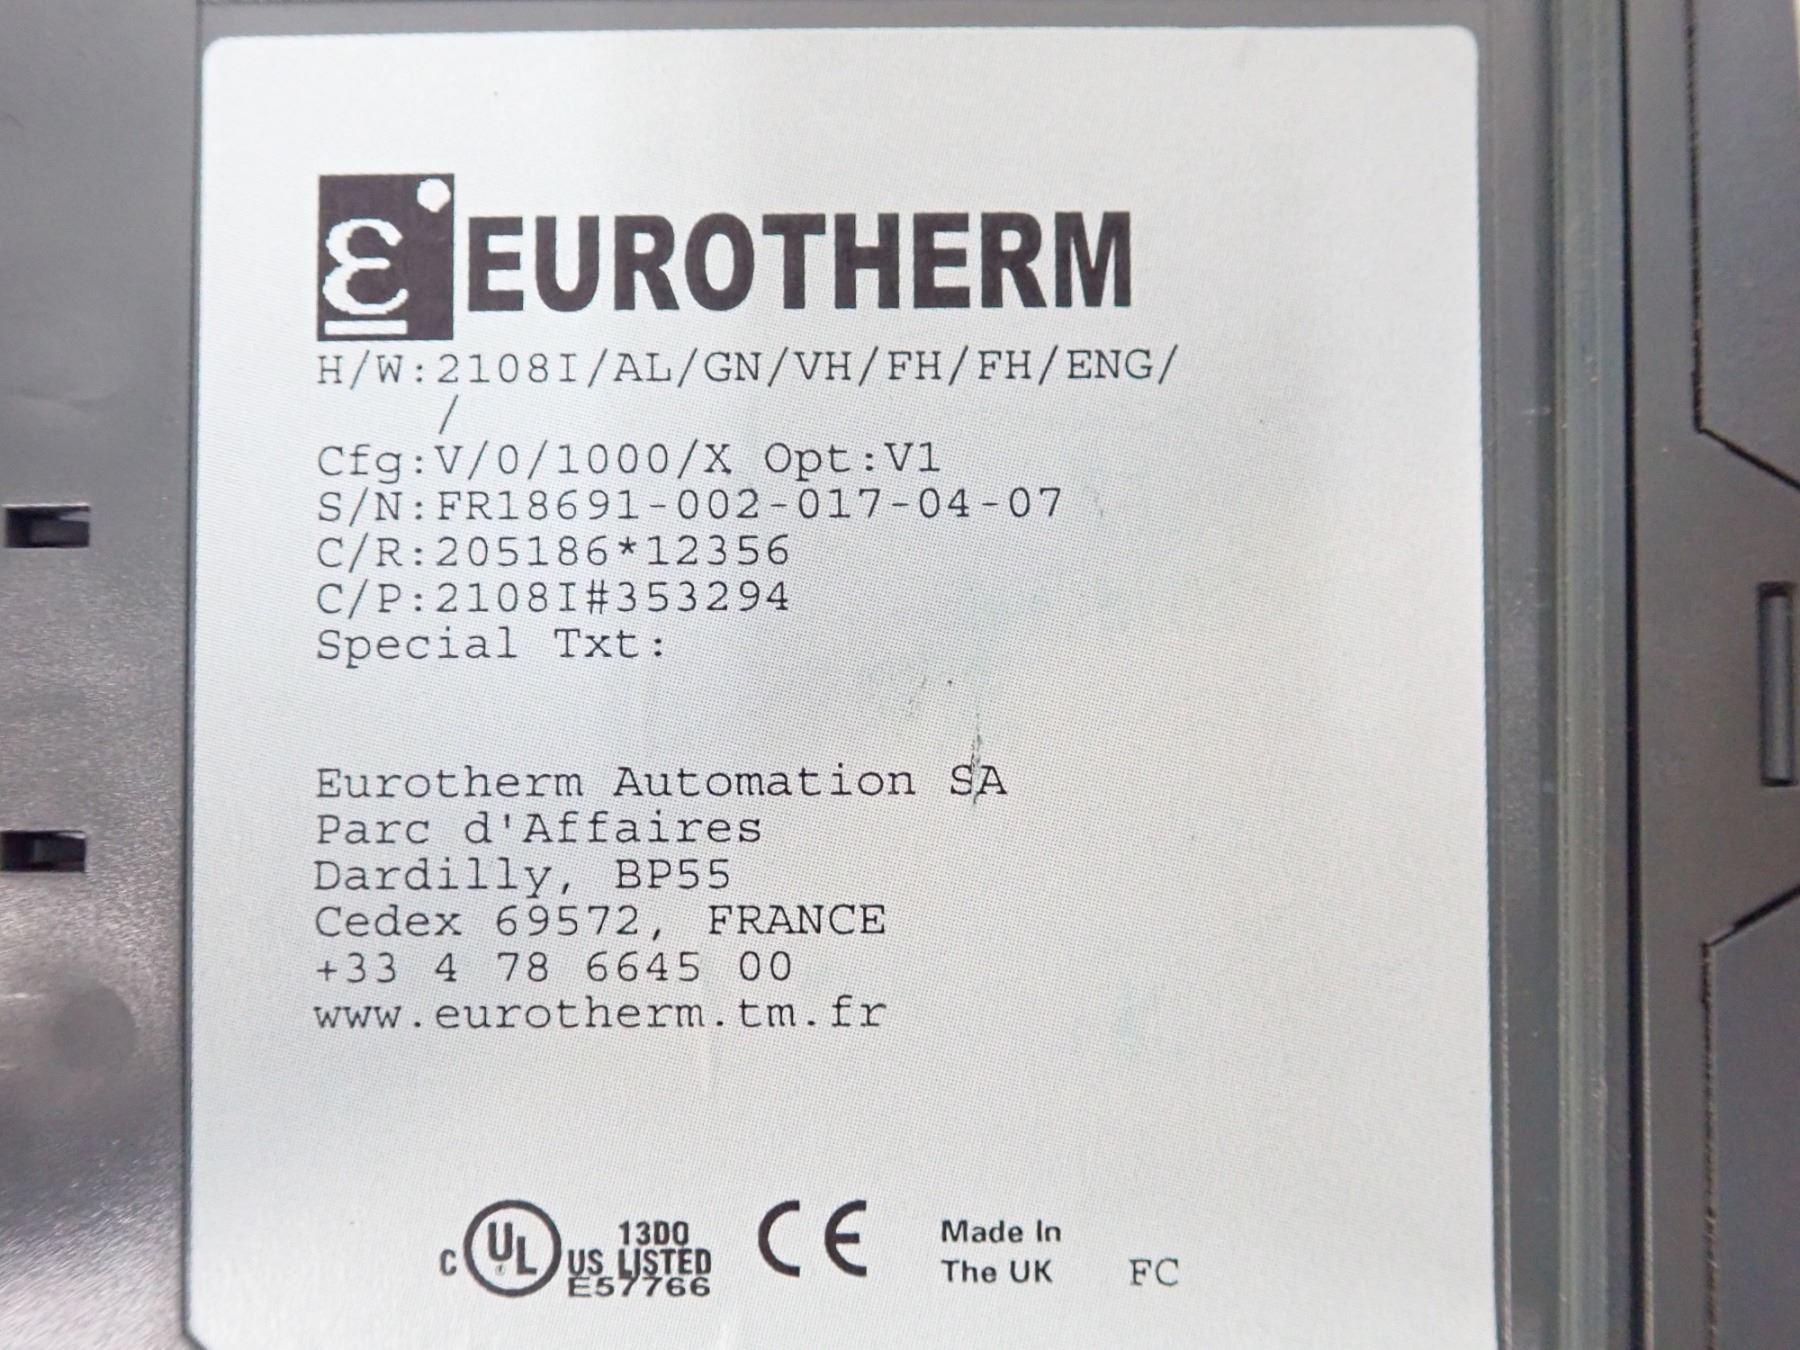 EUROTHERM
H/W:2108I/AL/GN/VH/FH/FH/ENG/
/
Cfg:V/0/1000/X Opt:V1
S/N:FR18691-002-017-04-07
C/R:205186*12356
C/P:2108I#353294
Special Txt:
Eurotherm Automation SA
Parc d'Affaires
Dardilly, BP55
Cedex 69572, FRANCE
+33 4 78 6645 00
www.eurotherm.tm.fr
C UL US 13DQ LISTED
E57766
CE
Made In
The UK
FC